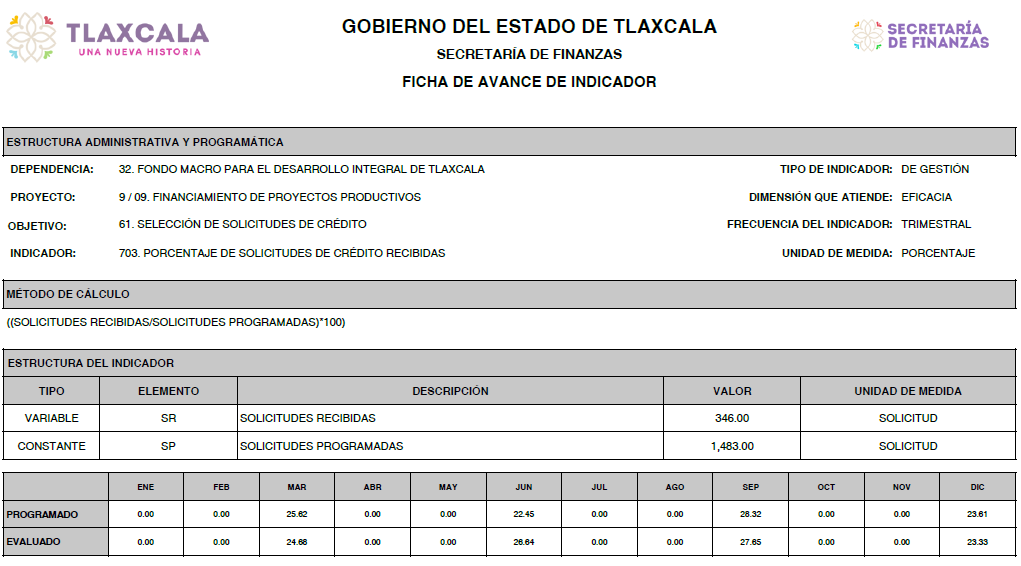 TLAXCALA
UNA NUEVA HISTORIA
GOBIERNO DEL ESTADO DE TLAXCALA
SECRETARÍA DE FINANZAS
FICHA DE AVANCE DE INDICADOR
SECRETARÍA
DE FINANZAS
ESTRUCTURA ADMINISTRATIVA Y PROGRAMÁTICA
DEPENDENCIA: 32. FONDO MACRO PARA EL DESARROLLO INTEGRAL DE TLAXCALA TIPO DE INDICADOR: DE GESTIÓN
PROYECTO: 9 / 09. FINANCIAMIENTO DE PROYECTOS PRODUCTIVOS DIMENSIÓN QUE ATIENDE: EFICACIA
OBJETIVO: 61. SELECCIÓN DE SOLICITUDES DE CRÉDITO FRECUENCIA DEL INDICADOR: TRIMESTRAL
INDICADOR: 703. PORCENTAJE DE SOLICITUDES DE CRÉDITO RECIBIDAS UNIDAD DE MEDIDA: PORCENTAJE
MÉTODO DE CÁLCULO
((SOLICITUDES RECIBIDAS/SOLICITUDES PROGRAMADAS)*100)
ESTRUCTURA DEL INDICADOR
TIPO ELEMENTO DESCRIPCIÓN VALOR UNIDAD DE MEDIDA
VARIABLE SR SOLICITUDES RECIBIDAS 346.00 SOLICITUD
CONSTANTE SP SOLICITUDES PROGRAMADAS 1,483.00 SOLICITUD
ENE FEB MAR ABR MAY JUN JUL AGO SEP OCT NOV DIC
PROGRAMADO 0.00 0.00 25.62 0.00 0.00 22.45 0.00 0.00 28.32 0.00 0.00 23.61
EVALUADO 0.00 0.00 24.68 0.00 0.00 26.64 0.00 0.00 27.65 0.00 0.00 23.33